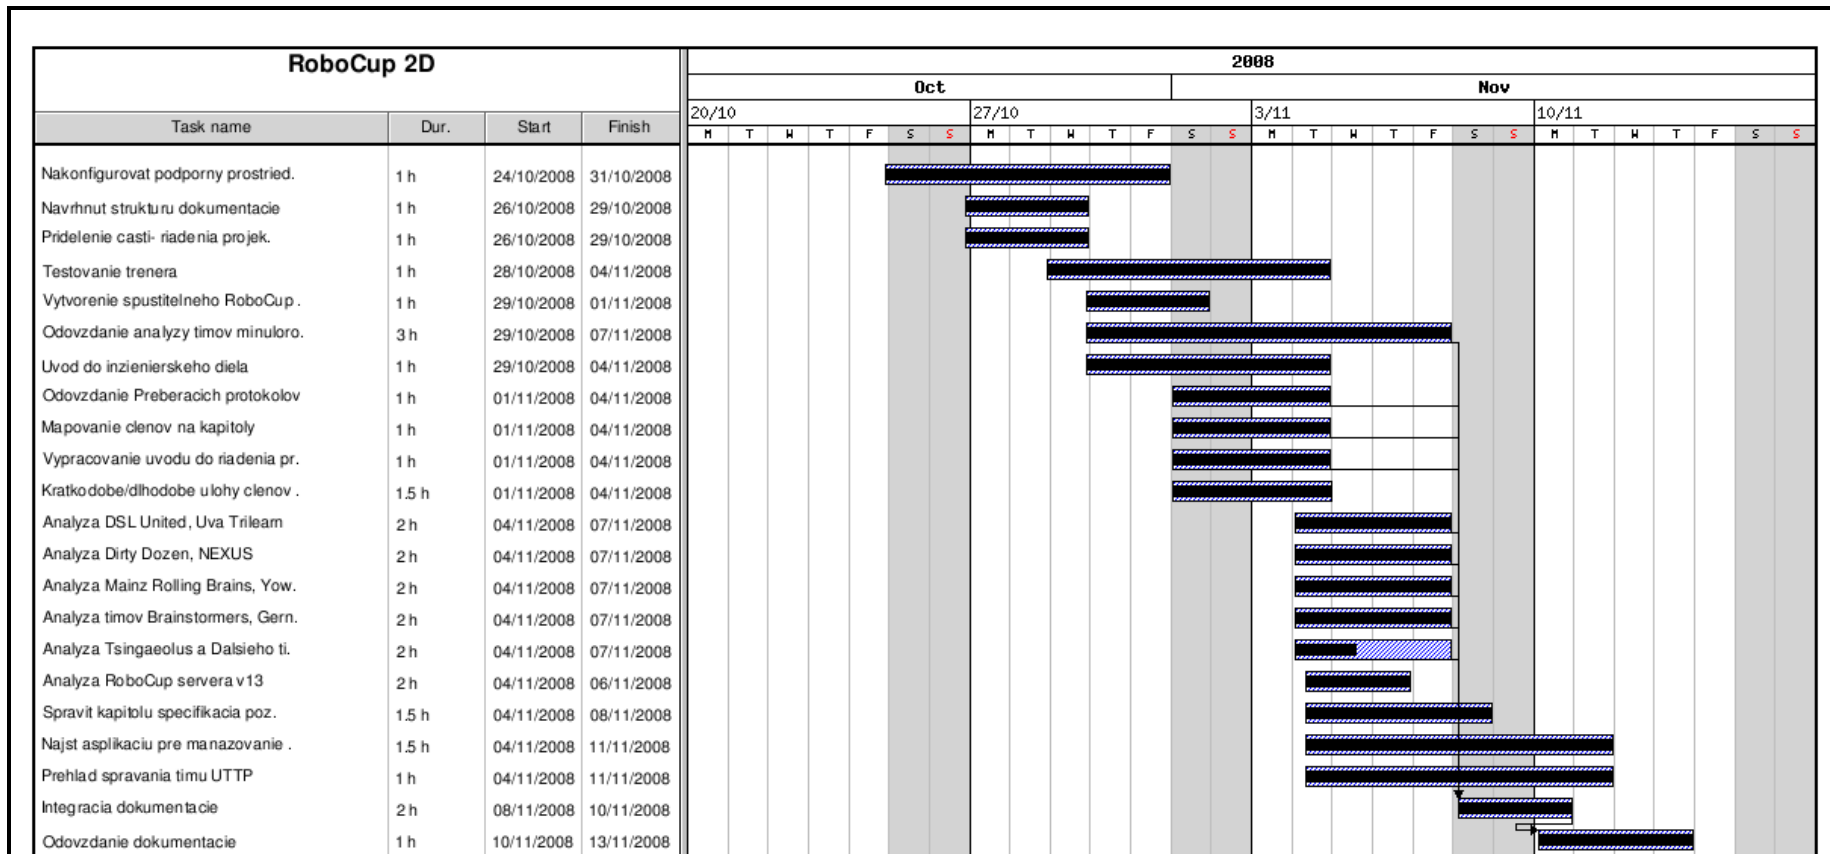 RoboCup 2D
2008
Oct Nov
20/10 27/10 3/11 10/11
Task name Dur. Start Finish
M T W T F S S M T W T F S S M T W T F S S M T W T F S S
Nakonfigurovat podporny prostried. 1 h 24/10/2008 31/10/2008
Navrhnut strukturu dokumentacie 1 h 26/10/2008 29/10/2008
Pridelenie casti- riadenia projek. 1 h 26/10/2008 29/10/2008
Testovanie trenera 1 h 28/10/2008 04/11/2008
Vytvorenie spustitelneho RoboCup . 1 h 29/10/2008 01/11/2008
Odovzdanie analyzy timov minuloro. 3 h 29/10/2008 07/11/2008
Uvod do inzienierskeho diela 1 h 29/10/2008 04/11/2008
Odovzdanie Preberacich protokolov 1 h 01/11/2008 04/11/2008
Mapovanie clenov na kapitoly 1 h 01/11/2008 04/11/2008
Vypracovanie uvodu do riadenia pr. 1 h 01/11/2008 04/11/2008
Kratkodobe/dlhodobe ulohy clenov . 1.5 h 01/11/2008 04/11/2008
Analyza DSL United, Uva Trilearn 2 h 04/11/2008 07/11/2008
Analyza Dirty Dozen, NEXUS 2 h 04/11/2008 07/11/2008
Analyza Mainz Rolling Brains, Yow. 2 h 04/11/2008 07/11/2008
Analyza timov Brainstormers, Gern. 2 h 04/11/2008 07/11/2008
Analyza Tsingaeolus a Dalsieho ti. 2 h 04/11/2008 07/11/2008
Analyza RoboCup servera v13 2 h 04/11/2008 06/11/2008
Spravit kapitolu specifikacia poz. 1.5 h 04/11/2008 08/11/2008
Najst asplikaciu pre manazovanie . 1.5 h 04/11/2008 11/11/2008
Prehlad spravania timu UTTP 1 h 04/11/2008 11/11/2008
Integracia dokumentacie 2 h 08/11/2008 10/11/2008
Odovzdanie dokumentacie 1 h 10/11/2008 13/11/2008